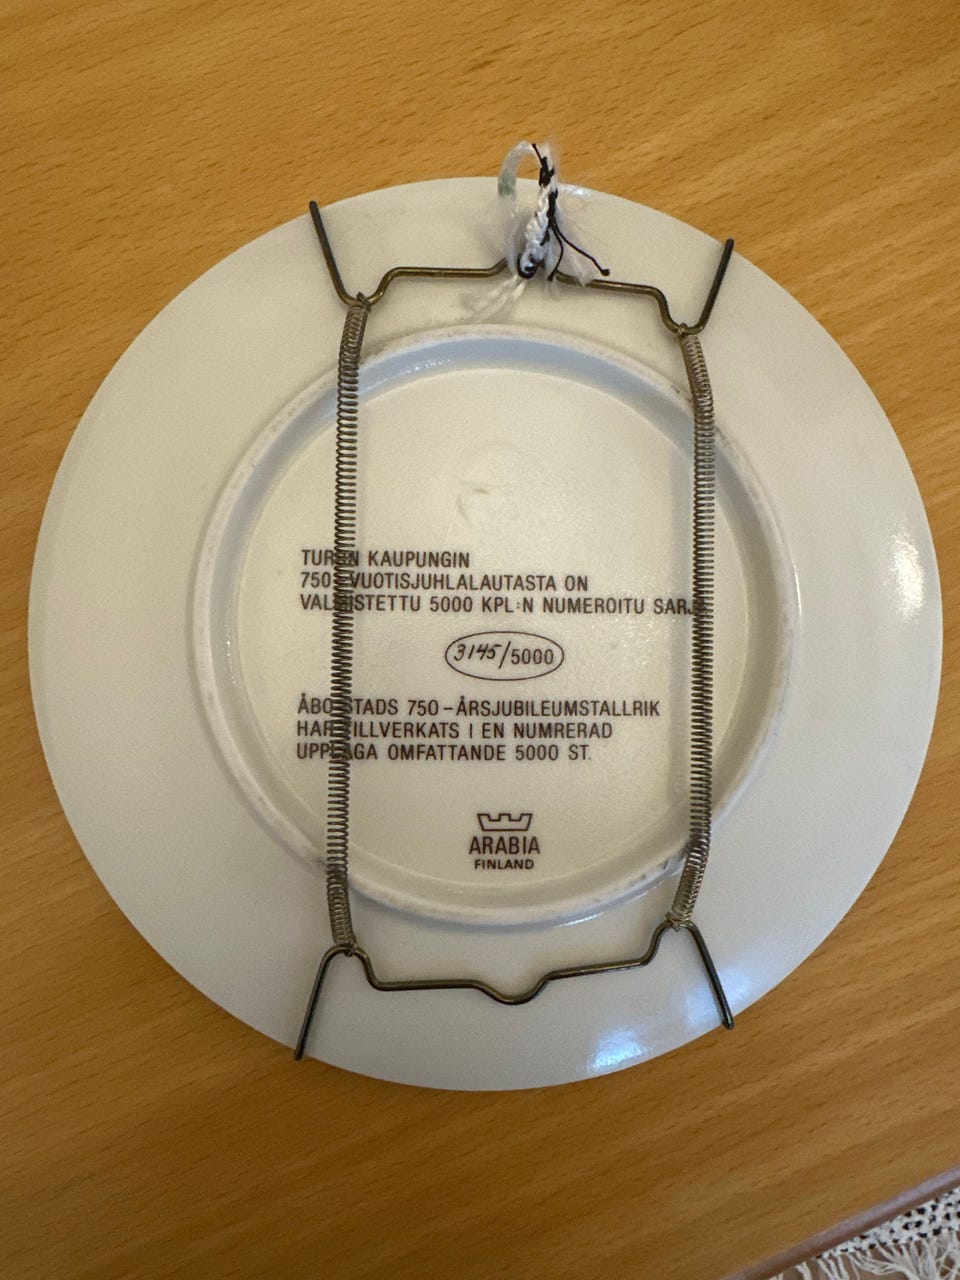 TURUN KAUPUNGIN
750-VUOTISJUHLALAUTASTA ON
VALMISTETTU 5000 KPL:N NUMEROITU SARJA
3145/5000
ÅBO STADS 750-ÅRSJUBILEUMSTALLRIK
HAR TILLVERKATS I EN NUMRERAD
UPPLAGA OMFATTANDE 5000 ST.
ARABIA
FINLAND